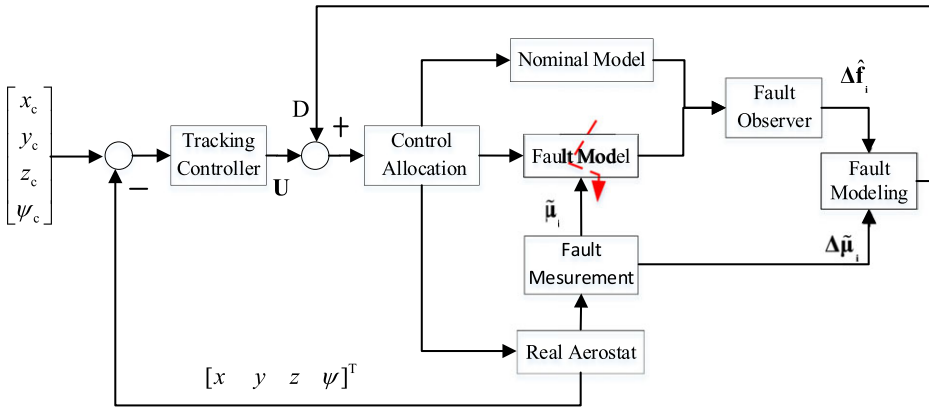 x_c
y_c
z_c
ψ_c
−
Tracking
Controller
U
D
+
Control
Allocation
Nominal Model
Fault Model
μ̃_i
Fault
Mesurement
Real Aerostat
Fault
Observer
Δf̂_i
Fault
Modeling
Δμ̃_i
[x y z ψ]^T